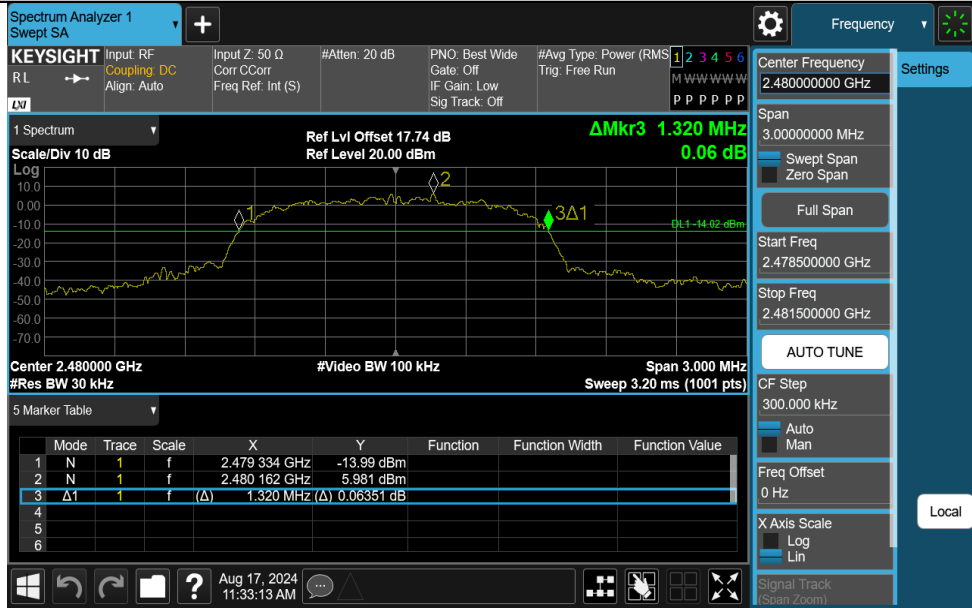 Spectrum Analyzer 1
Swept SA
+
Frequency
KEYSIGHT
R L
LXI
Input: RF
Coupling: DC
Align: Auto
Input Z: 50 Ω
Corr CCorr
Freq Ref: Int (S)
#Atten: 20 dB
PNO: Best Wide
Gate: Off
IF Gain: Low
Sig Track: Off
#Avg Type: Power (RMS
Trig: Free Run
1 2 3 4 5 6
M W W W W W
P P P P P P
1 Spectrum
Scale/Div 10 dB
Ref Lvl Offset 17.74 dB
Ref Level 20.00 dBm
ΔMkr3 1.320 MHz
0.06 dB
Log
10.0
0.00
-10.0
-20.0
-30.0
-40.0
-50.0
-60.0
-70.0
1
2
3Δ1
DL1 -14.02 dBm
Center 2.480000 GHz
#Video BW 100 kHz
Span 3.000 MHz
#Res BW 30 kHz
Sweep 3.20 ms (1001 pts)
5 Marker Table
Mode Trace Scale X Y Function Function Width Function Value
1 N 1 f 2.479 334 GHz -13.99 dBm
2 N 1 f 2.480 162 GHz 5.981 dBm
3 Δ1 1 f (Δ) 1.320 MHz (Δ) 0.06351 dB
4
5
6
Center Frequency
2.480000000 GHz
Span
3.00000000 MHz
Swept Span
Zero Span
Full Span
Start Freq
2.478500000 GHz
Stop Freq
2.481500000 GHz
AUTO TUNE
CF Step
300.000 kHz
Auto
Man
Freq Offset
0 Hz
X Axis Scale
Log
Lin
Signal Track
(Span Zoom)
Settings
Local
?
Aug 17, 2024
11:33:13 AM